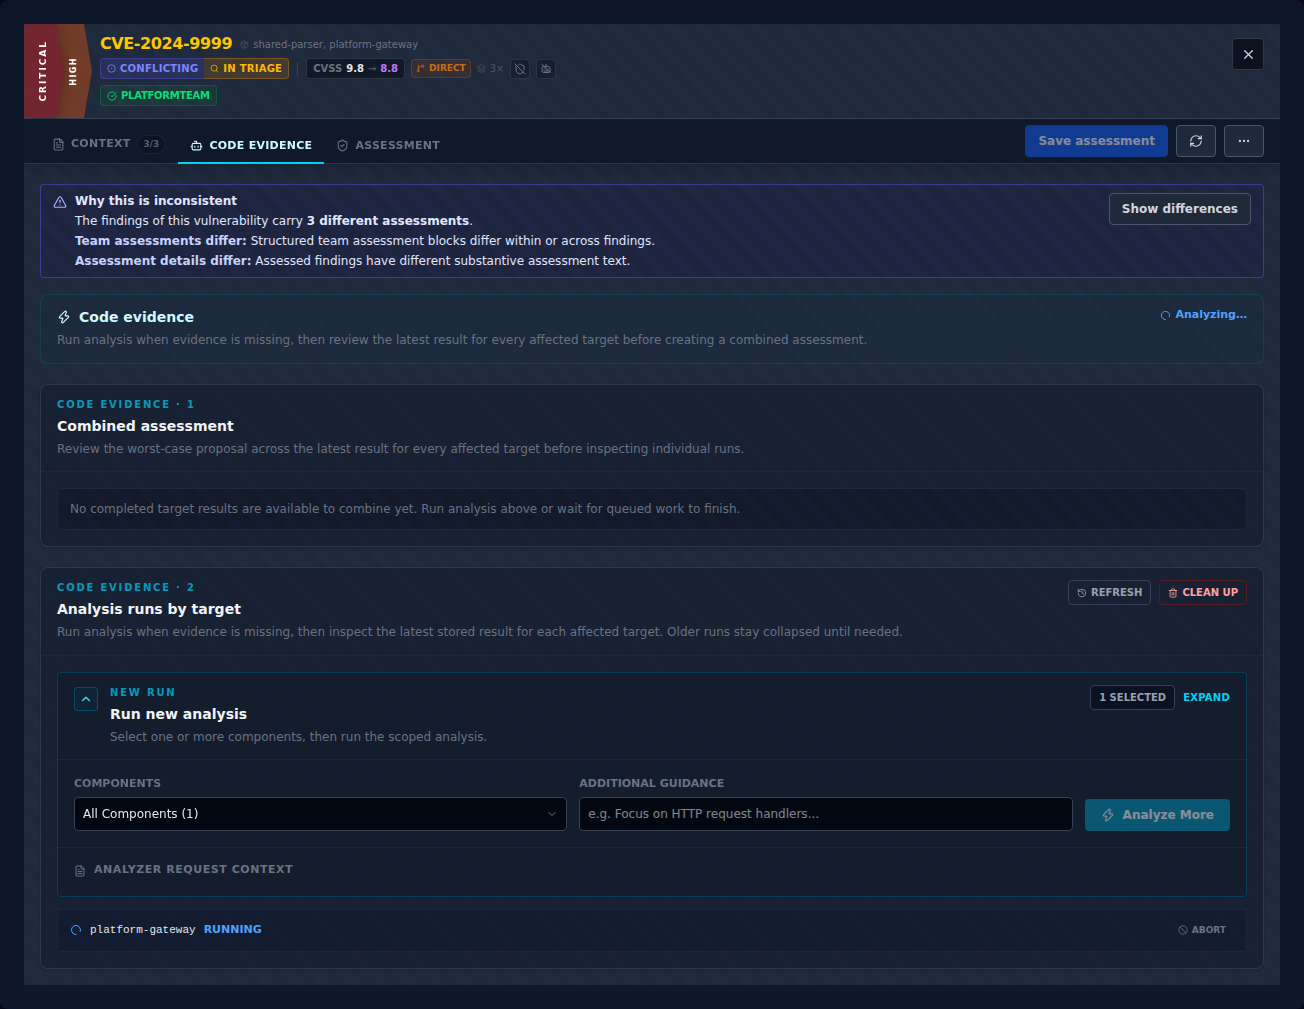 CRITICAL
HIGH
CVE-2024-9999 shared-parser, platform-gateway
CONFLICTING IN TRIAGE CVSS 9.8 → 8.8 DIRECT 3×
PLATFORMTEAM
CONTEXT 3/3 CODE EVIDENCE ASSESSMENT Save assessment ...
Why this is inconsistent
The findings of this vulnerability carry 3 different assessments.
Team assessments differ: Structured team assessment blocks differ within or across findings.
Assessment details differ: Assessed findings have different substantive assessment text.
Show differences
Code evidence
Analyzing...
Run analysis when evidence is missing, then review the latest result for every affected target before creating a combined assessment.
CODE EVIDENCE · 1
Combined assessment
Review the worst-case proposal across the latest result for every affected target before inspecting individual runs.
No completed target results are available to combine yet. Run analysis above or wait for queued work to finish.
CODE EVIDENCE · 2
Analysis runs by target
Run analysis when evidence is missing, then inspect the latest stored result for each affected target. Older runs stay collapsed until needed.
REFRESH CLEAN UP
NEW RUN
Run new analysis
Select one or more components, then run the scoped analysis.
1 SELECTED EXPAND
COMPONENTS
All Components (1)
ADDITIONAL GUIDANCE
e.g. Focus on HTTP request handlers...
Analyze More
ANALYZER REQUEST CONTEXT
platform-gateway RUNNING ABORT